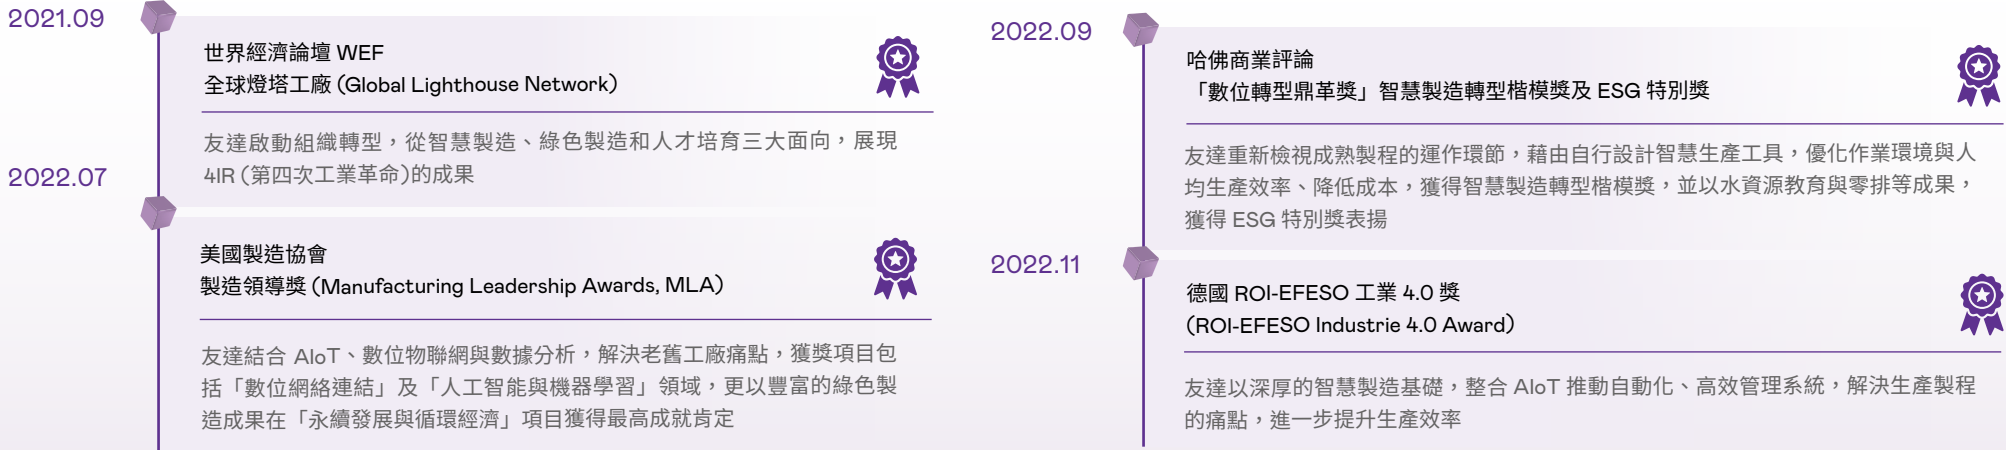 2021.09
世界經濟論壇 WEF
全球燈塔工廠 (Global Lighthouse Network)
友達啟動組織轉型，從智慧製造、綠色製造和人才培育三大面向，展現
4IR (第四次工業革命)的成果
2022.07
美國製造協會
製造領導獎 (Manufacturing Leadership Awards, MLA)
友達結合 AIoT、數位物聯網與數據分析，解決老舊工廠痛點，獲獎項目包
括「數位網絡連結」及「人工智能與機器學習」領域，更以豐富的綠色製
造成果在「永續發展與循環經濟」項目獲得最高成就肯定
2022.09
哈佛商業評論
「數位轉型鼎革獎」智慧製造轉型楷模獎及 ESG 特別獎
友達重新檢視成熟製程的運作環節，藉由自行設計智慧生產工具，優化作業環境與人
均生產效率、降低成本，獲得智慧製造轉型楷模獎，並以水資源教育與零排等成果，
獲得 ESG 特別獎表揚
2022.11
德國 ROI-EFESO 工業 4.0 獎
(ROI-EFESO Industrie 4.0 Award)
友達以深厚的智慧製造基礎，整合 AIoT 推動自動化、高效管理系統，解決生產製程
的痛點，進一步提升生產效率